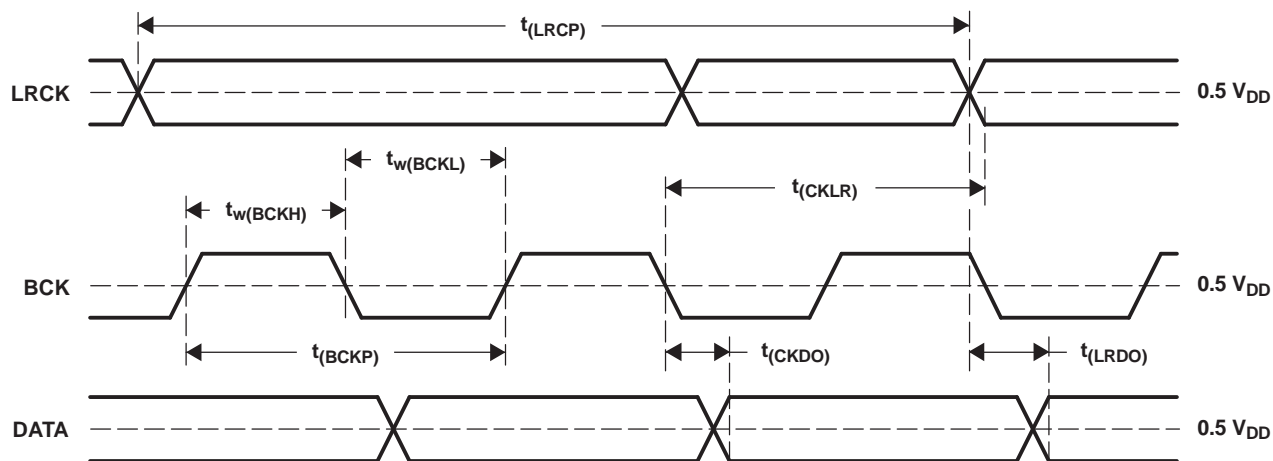 t(LRCP)
LRCK
0.5 VDD
tw(BCKL)
t(CKLR)
tw(BCKH)
BCK
0.5 VDD
t(BCKP)
t(CKDO)
t(LRDO)
DATA
0.5 VDD